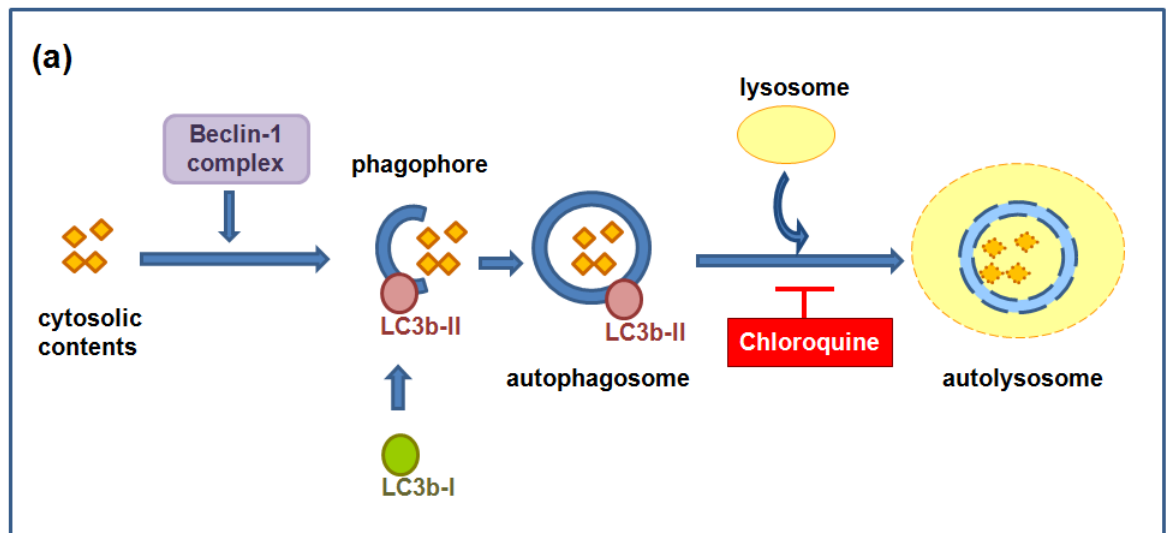 (a)
lysosome
Beclin-1
complex
phagophore
cytosolic
contents
LC3b-II
LC3b-II
Chloroquine
autophagosome
autolysosome
LC3b-I